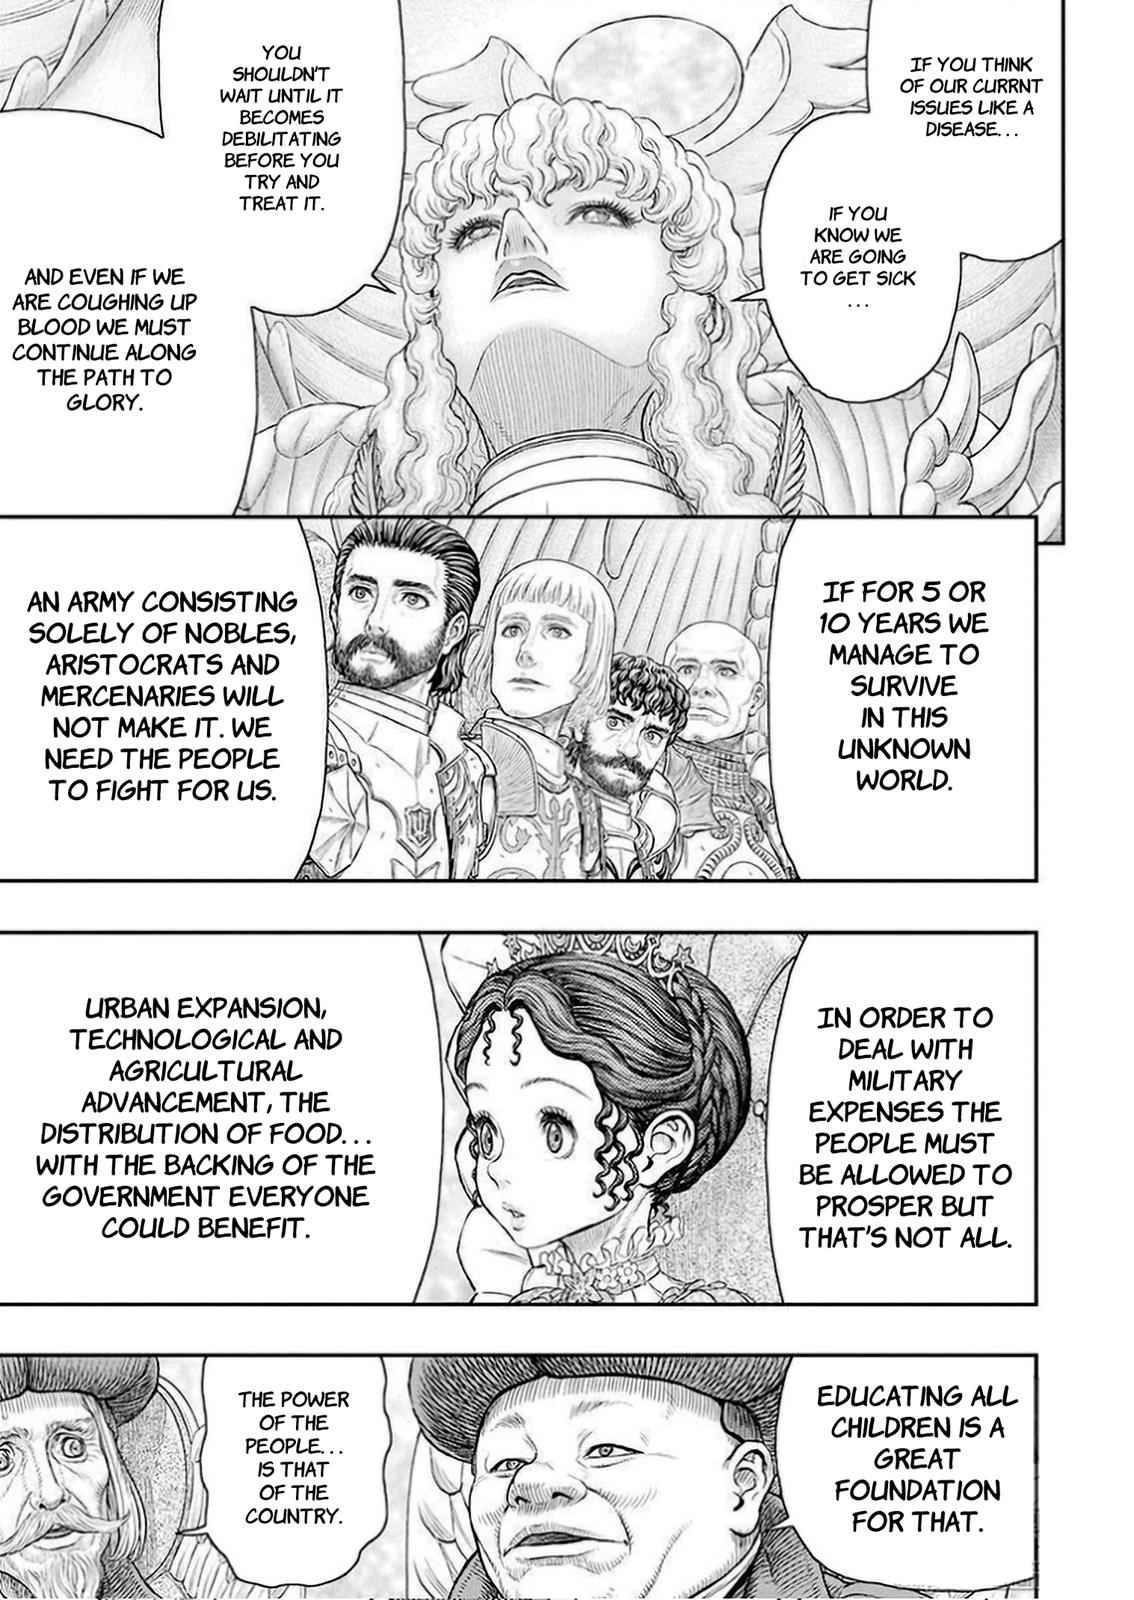 IF YOU THINK
OF OUR CURRNT
ISSUES LIKE A
DISEASE...
IF YOU
KNOW WE
ARE GOING
TO GET SICK
...
YOU
SHOULDN'T
WAIT UNTIL IT
BECOMES
DEBILITATING
BEFORE YOU
TRY AND
TREAT IT.
AND EVEN IF WE
ARE COUGHING UP
BLOOD WE MUST
CONTINUE ALONG
THE PATH TO
GLORY.
IF FOR 5 OR
10 YEARS WE
MANAGE TO
SURVIVE
IN THIS
UNKNOWN
WORLD.
AN ARMY CONSISTING
SOLELY OF NOBLES,
ARISTOCRATS AND
MERCENARIES WILL
NOT MAKE IT. WE
NEED THE PEOPLE
TO FIGHT FOR US.
IN ORDER TO
DEAL WITH
MILITARY
EXPENSES THE
PEOPLE MUST
BE ALLOWED TO
PROSPER BUT
THAT'S NOT ALL.
URBAN EXPANSION,
TECHNOLOGICAL AND
AGRICULTURAL
ADVANCEMENT, THE
DISTRIBUTION OF FOOD...
WITH THE BACKING OF THE
GOVERNMENT EVERYONE
COULD BENEFIT.
EDUCATING ALL
CHILDREN IS A
GREAT
FOUNDATION
FOR THAT.
THE POWER
OF THE
PEOPLE...
IS THAT
OF THE
COUNTRY.